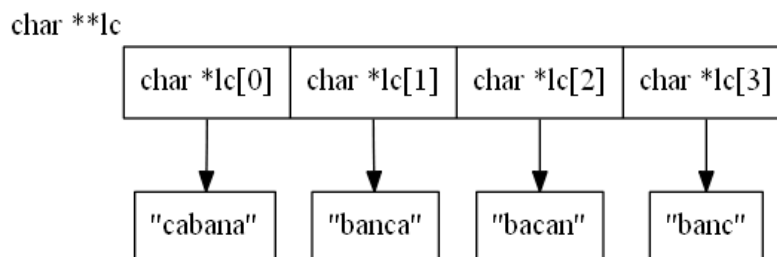 char **lc
char *lc[0] char *lc[1] char *lc[2] char *lc[3]
"cabana" "banca" "bacan" "banc"